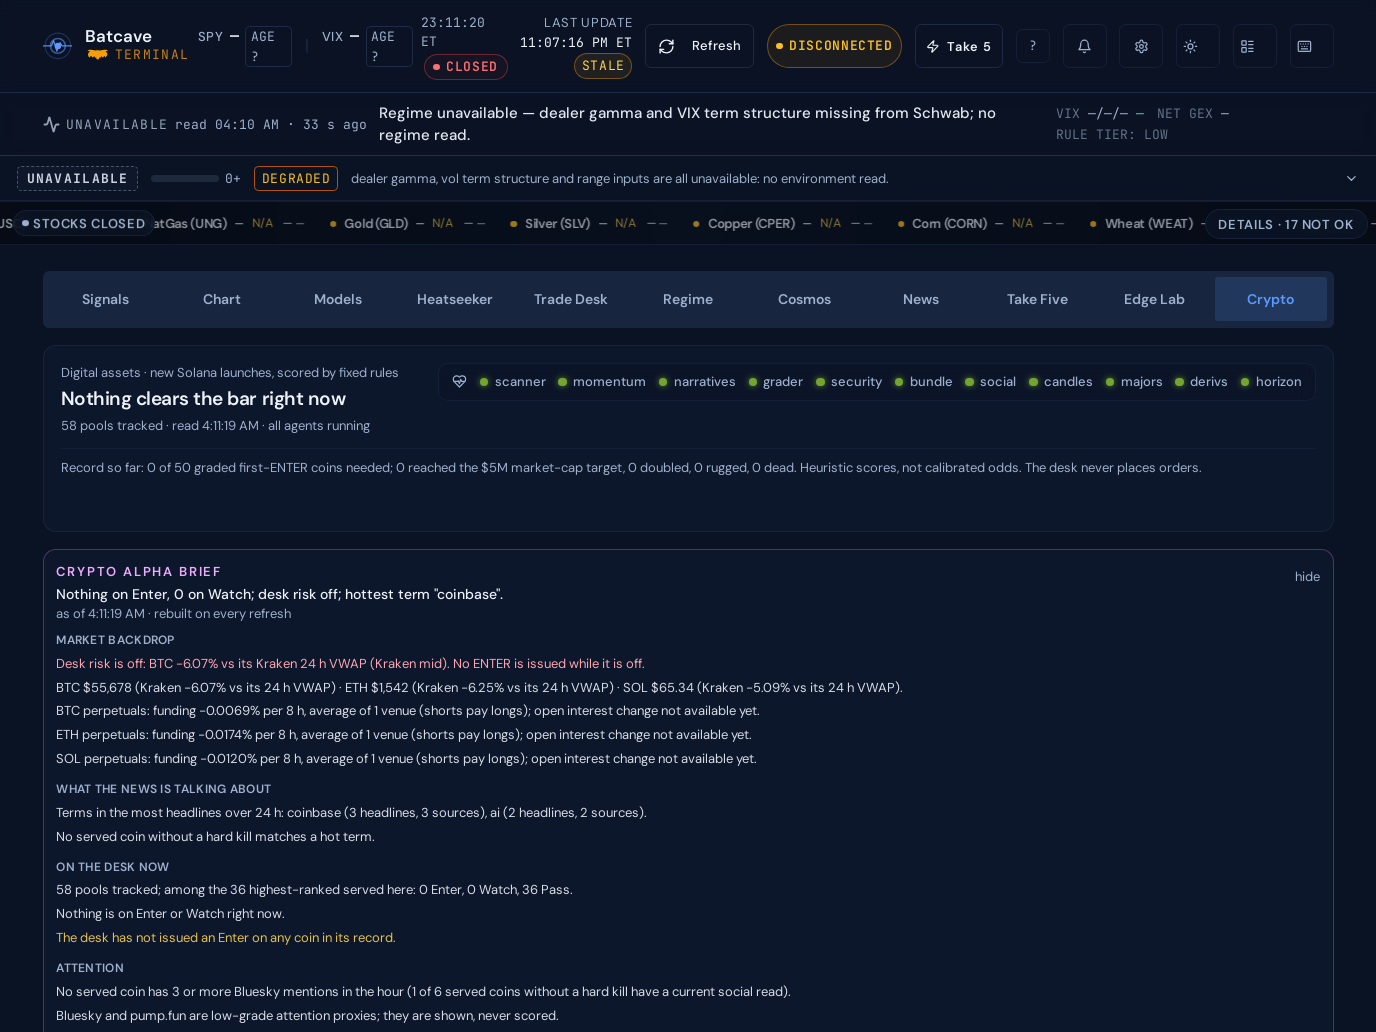 Batcave
TERMINAL
SPY — AGE ?
VIX — AGE ?
23:11:20 ET
CLOSED
LAST UPDATE
11:07:16 PM ET
STALE
Refresh
DISCONNECTED
Take 5
?
UNAVAILABLE read 04:10 AM · 33 s ago
Regime unavailable — dealer gamma and VIX term structure missing from Schwab; no
regime read.
VIX —/—/— — NET GEX —
RULE TIER: LOW
UNAVAILABLE 0+ DEGRADED dealer gamma, vol term structure and range inputs are all unavailable: no environment read.
US STOCKS CLOSED atGas (UNG) — N/A — — Gold (GLD) — N/A — — Silver (SLV) — N/A — — Copper (CPER) — N/A — — Corn (CORN) — N/A — — Wheat (WEAT) — DETAILS · 17 NOT OK
Signals Chart Models Heatseeker Trade Desk Regime Cosmos News Take Five Edge Lab Crypto
Digital assets · new Solana launches, scored by fixed rules
Nothing clears the bar right now
58 pools tracked · read 4:11:19 AM · all agents running
scanner momentum narratives grader security bundle social candles majors derivs horizon
Record so far: 0 of 50 graded first-ENTER coins needed; 0 reached the $5M market-cap target, 0 doubled, 0 rugged, 0 dead. Heuristic scores, not calibrated odds. The desk never places orders.
CRYPTO ALPHA BRIEF
hide
Nothing on Enter, 0 on Watch; desk risk off; hottest term "coinbase".
as of 4:11:19 AM · rebuilt on every refresh
MARKET BACKDROP
Desk risk is off: BTC -6.07% vs its Kraken 24 h VWAP (Kraken mid). No ENTER is issued while it is off.
BTC $55,678 (Kraken -6.07% vs its 24 h VWAP) · ETH $1,542 (Kraken -6.25% vs its 24 h VWAP) · SOL $65.34 (Kraken -5.09% vs its 24 h VWAP).
BTC perpetuals: funding -0.0069% per 8 h, average of 1 venue (shorts pay longs); open interest change not available yet.
ETH perpetuals: funding -0.0174% per 8 h, average of 1 venue (shorts pay longs); open interest change not available yet.
SOL perpetuals: funding -0.0120% per 8 h, average of 1 venue (shorts pay longs); open interest change not available yet.
WHAT THE NEWS IS TALKING ABOUT
Terms in the most headlines over 24 h: coinbase (3 headlines, 3 sources), ai (2 headlines, 2 sources).
No served coin without a hard kill matches a hot term.
ON THE DESK NOW
58 pools tracked; among the 36 highest-ranked served here: 0 Enter, 0 Watch, 36 Pass.
Nothing is on Enter or Watch right now.
The desk has not issued an Enter on any coin in its record.
ATTENTION
No served coin has 3 or more Bluesky mentions in the hour (1 of 6 served coins without a hard kill have a current social read).
Bluesky and pump.fun are low-grade attention proxies; they are shown, never scored.